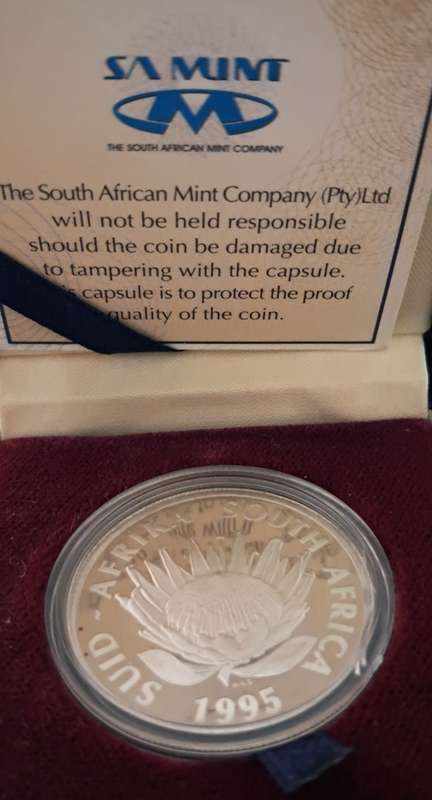 SA MINT
THE SOUTH AFRICAN MINT COMPANY
The South African Mint Company (Pty)Ltd
will not be held responsible
should the coin be damaged due
to tampering with the capsule.
capsule is to protect the proof
quality of the coin.
SUID-AFRIKA SOUTH AFRICA
1995